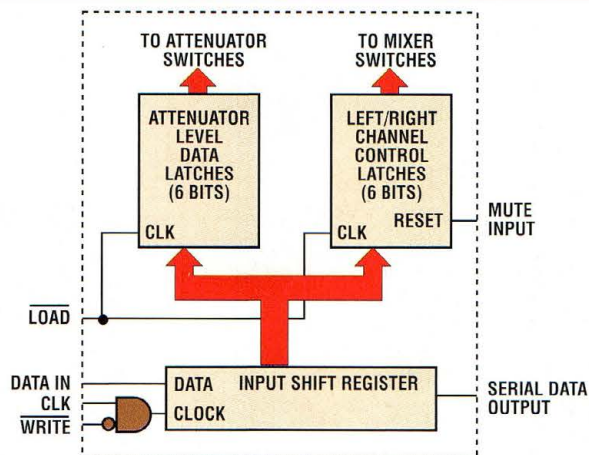 TO ATTENUATOR
SWITCHES
TO MIXER
SWITCHES
ATTENUATOR
LEVEL
DATA
LATCHES
(6 BITS)
CLK
LEFT/RIGHT
CHANNEL
CONTROL
LATCHES
(6 BITS)
RESET
CLK
MUTE
INPUT
LOAD
DATA IN
CLK
WRITE
DATA
INPUT SHIFT REGISTER
CLOCK
SERIAL DATA
OUTPUT